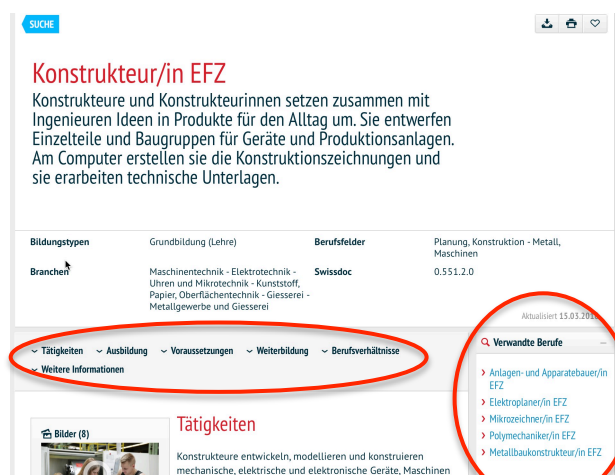 SUCHE
Konstrukteur/in EFZ
Konstrukteure und Konstrukteurinnen setzen zusammen mit
Ingenieuren Ideen in Produkte für den Alltag um. Sie entwerfen
Einzelteile und Baugruppen für Geräte und Produktionsanlagen.
Am Computer erstellen sie die Konstruktionszeichnungen und
sie erarbeiten technische Unterlagen.
Bildungstypen
Grundbildung (Lehre)
Berufsfelder
Planung, Konstruktion - Metall,
Maschinen
Branchen
Maschinentechnik - Elektrotechnik -
Uhren und Mikrotechnik - Kunststoff,
Papier, Oberflächentechnik - Giesserei -
Metallgewerbe und Giesserei
Swissdoc
0.551.2.0
Aktualisiert 15.03.
Tätigkeiten Ausbildung Voraussetzungen Weiterbildung Berufsverhältnisse
Weitere Informationen
Verwandte Berufe
Anlagen- und Apparatebauer/in
EFZ
Elektroplaner/in EFZ
Mikrozeichner/in EFZ
Polymechaniker/in EFZ
Metallbaukonstrukteur/in EFZ
Bilder (8)
Tätigkeiten
Konstrukteure entwickeln, modellieren und konstruieren
mechanische, elektrische und elektronische Geräte, Maschinen